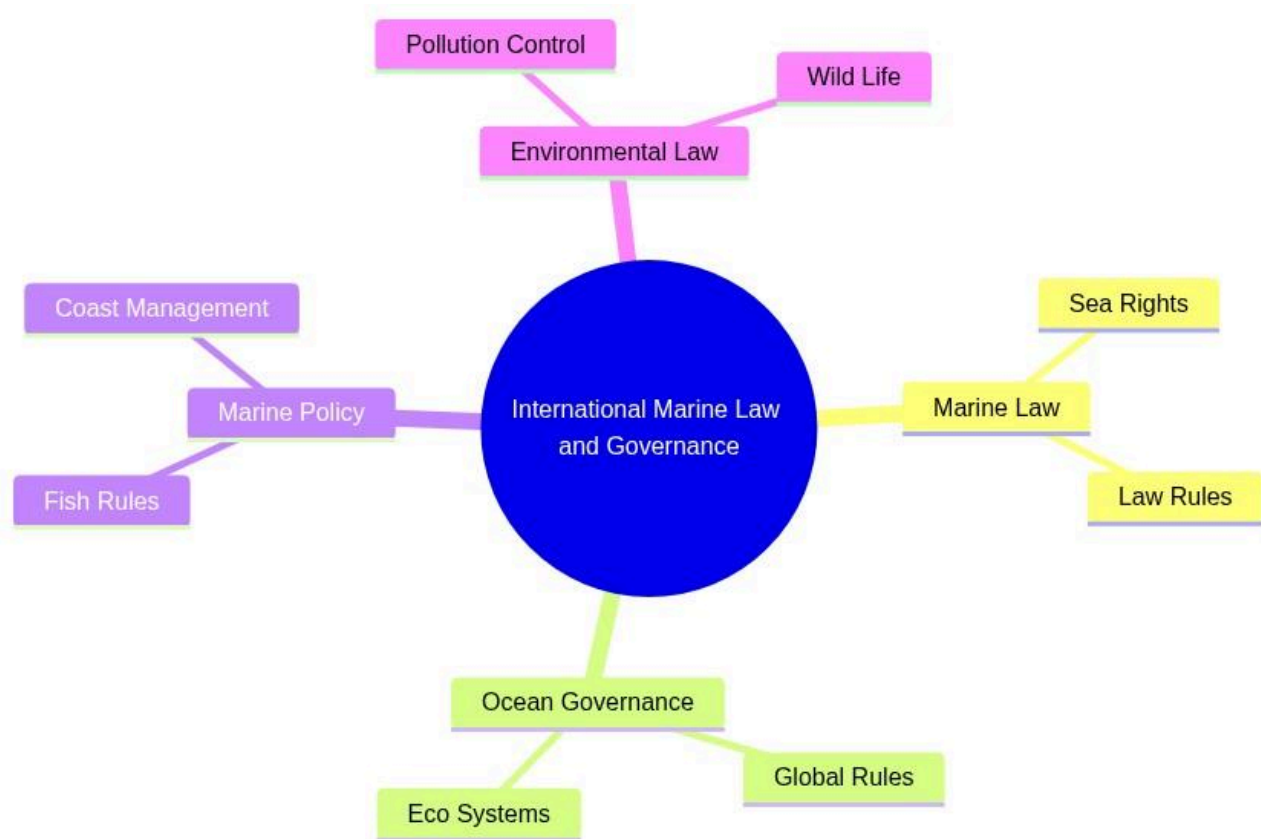 Pollution Control
Wild Life
Environmental Law
Coast Management
Sea Rights
Marine Policy
International Marine Law
and Governance
Marine Law
Fish Rules
Law Rules
Ocean Governance
Global Rules
Eco Systems